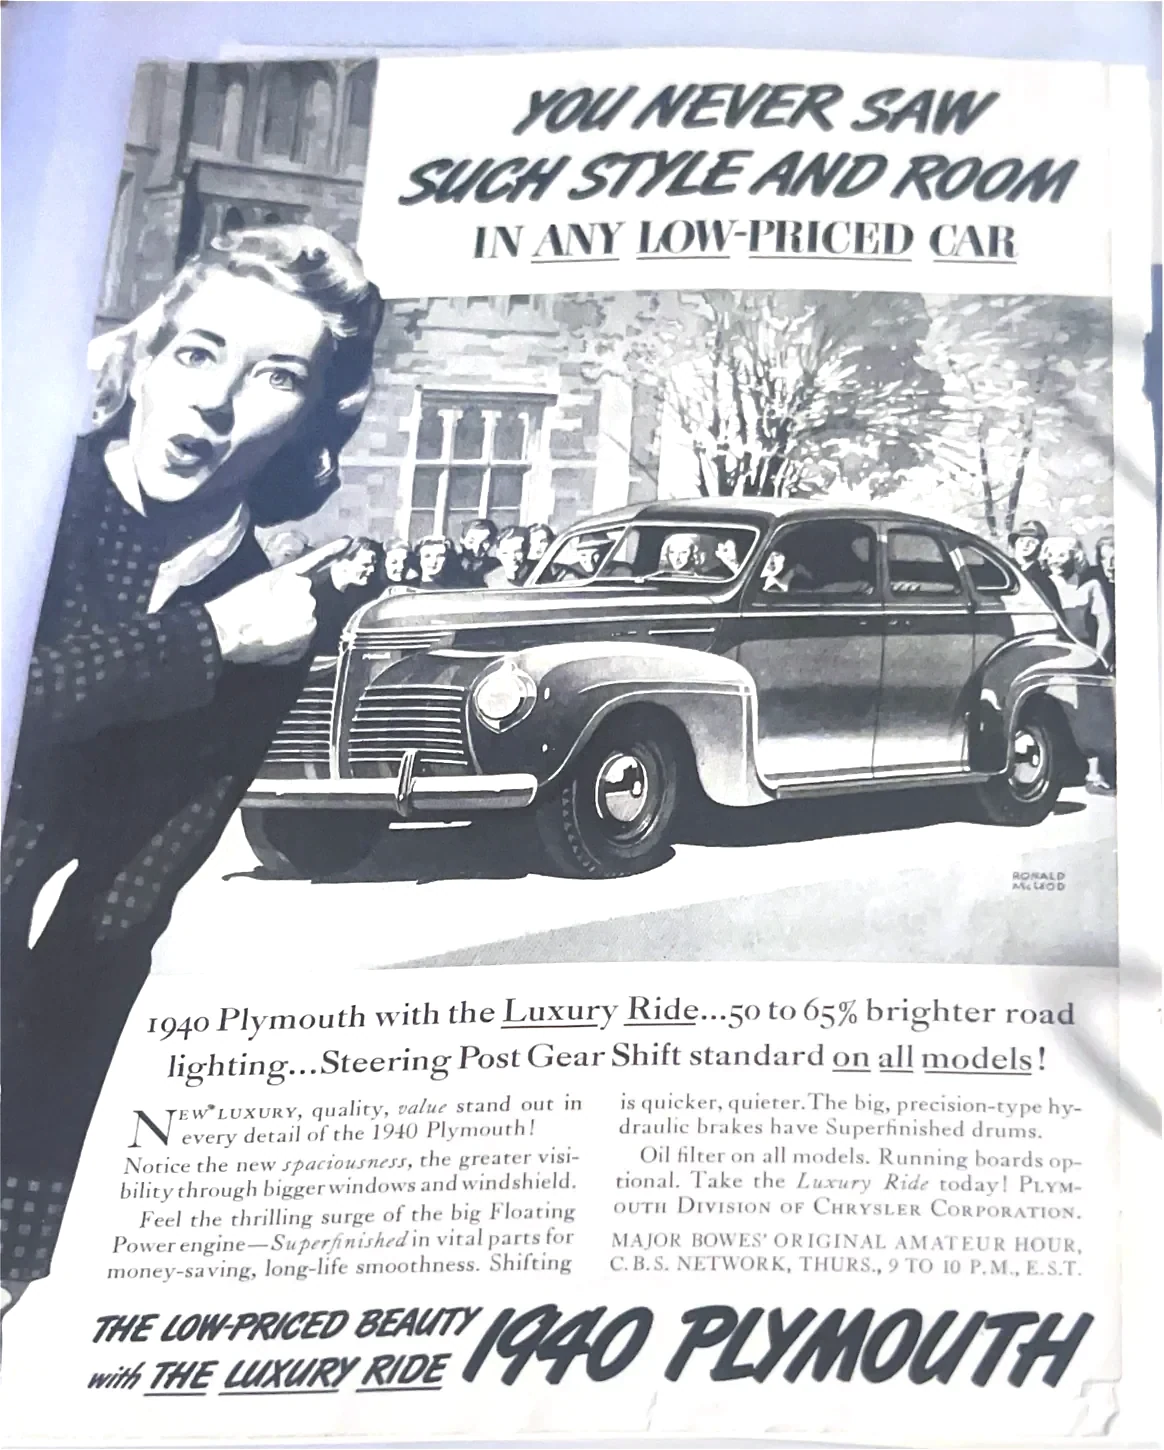 YOU NEVER SAW
SUCH STYLE AND ROOM
IN ANY LOW-PRICED CAR
RONALD
McLEOD
1940 Plymouth with the Luxury Ride...50 to 65% brighter road
lighting...Steering Post Gear Shift standard on all models!
NEW LUXURY, quality, value stand out in
every detail of the 1940 Plymouth!
Notice the new spaciousness, the greater visi-
bility through bigger windows and windshield.
Feel the thrilling surge of the big Floating
Power engine—Superfinished in vital parts for
money-saving, long-life smoothness. Shifting
is quicker, quieter. The big, precision-type hy-
draulic brakes have Superfinished drums.
Oil filter on all models. Running boards op-
tional. Take the Luxury Ride today! PLYM-
OUTH DIVISION OF CHRYSLER CORPORATION.
MAJOR BOWES' ORIGINAL AMATEUR HOUR,
C.B.S. NETWORK, THURS., 9 TO 10 P.M., E.S.T.
THE LOW-PRICED BEAUTY
with THE LUXURY RIDE
1940 PLYMOUTH